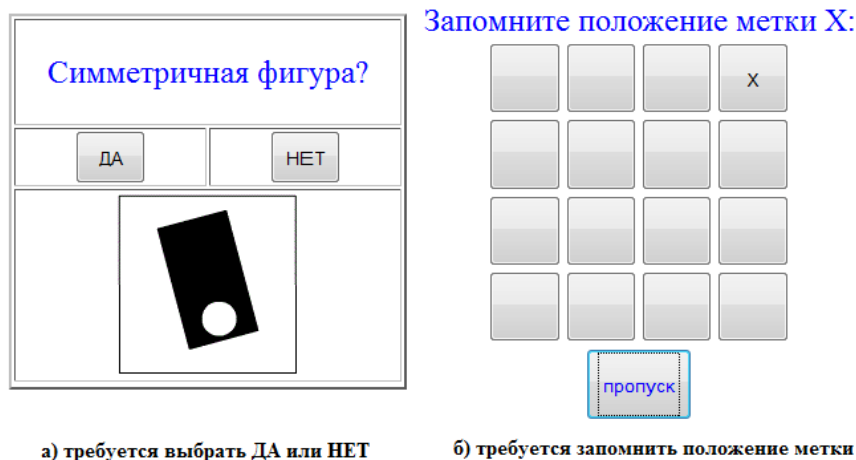 Симметричная фигура?
ДА
НЕТ
а) требуется выбрать ДА или НЕТ
Запомните положение метки Х:
X
пропуск
б) требуется запомнить положение метки